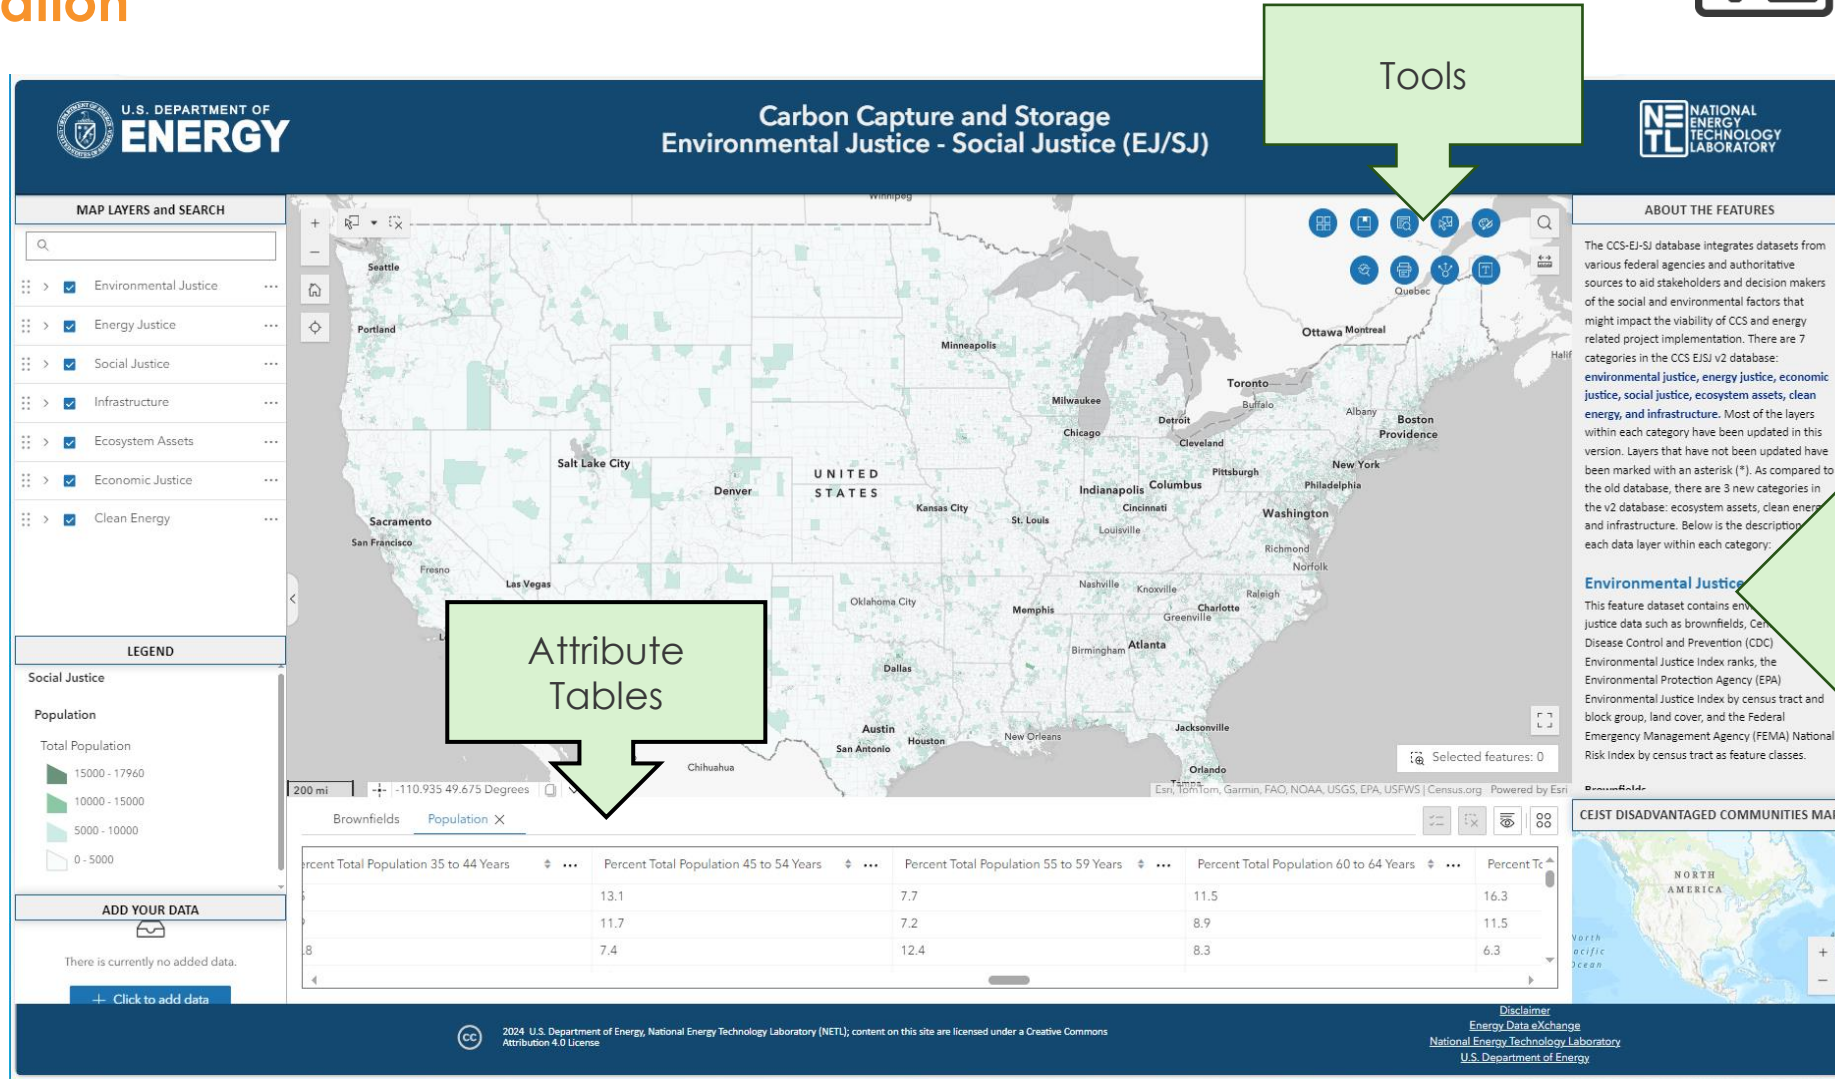 Tools
U.S. DEPARTMENT OF
ENERGY
Carbon Capture and Storage
Environmental Justice - Social Justice (EJ/SJ)
NE
TL
NATIONAL
ENERGY
TECHNOLOGY
LABORATORY
MAP LAYERS and SEARCH
Environmental Justice
Energy Justice
Social Justice
Infrastructure
Ecosystem Assets
Economic Justice
Clean Energy
LEGEND
Social Justice
Population
Total Population
15000 - 17960
10000 - 15000
5000 - 10000
0 - 5000
ADD YOUR DATA
There is currently no added data.
+ Click to add data
Winnipeg
Seattle
Portland
Minneapolis
Quebec
Ottawa
Montreal
Toronto
Milwaukee
Buffalo
Albany
Boston
Detroit
Chicago
Providence
Cleveland
Salt Lake City
UNITED
STATES
Pittsburgh
New York
Denver
Indianapolis
Columbus
Philadelphia
Kansas City
Cincinnati
St. Louis
Washington
Sacramento
Louisville
San Francisco
Richmond
Norfolk
Fresno
Las Vegas
Nashville
Knoxville
Raleigh
Oklahoma City
Memphis
Charlotte
Greenville
Birmingham
Atlanta
Dallas
Austin
Houston
New Orleans
Jacksonville
San Antonio
Chihuahua
Orlando
Tampa
Attribute
Tables
Selected features: 0
200 mi
-110.935 49.675 Degrees
Esri, TomTom, Garmin, FAO, NOAA, USGS, EPA, USFWS | Census.org
Powered by Esri
Brownfields
Population
Percent Total Population 45 to 54 Years
Percent Total Population 55 to 59 Years
Percent Total Population 60 to 64 Years
13.1 7.7 11.5 16.3
11.7 7.2 8.9 11.5
7.4 12.4 8.3 6.3
ABOUT THE FEATURES
The CCS-EJ-SJ database integrates datasets from
various federal agencies and authoritative
sources to aid stakeholders and decision makers
of the social and environmental factors that
might impact the viability of CCS and energy
related project implementation. There are 7
categories in the CCS EJSJ v2 database:
environmental justice, energy justice, economic
justice, social justice, ecosystem assets, clean
energy, and infrastructure. Most of the layers
within each category have been updated in this
version. Layers that have not been updated have
been marked with an asterisk (*). As compared to
the old database, there are 3 new categories in
the v2 database: ecosystem assets, clean
and infrastructure. Below is the description
each data layer within each category:
Environmental Justice
This feature dataset contains
justice data such as brownfields,
Disease Control and Prevention (CDC)
Environmental Justice Index ranks, the
Environmental Protection Agency (EPA)
Environmental Justice Index by census tract and
block group, land cover, and the Federal
Emergency Management Agency (FEMA) National
Risk Index by census tract as feature classes.
Brownfields
CEJST DISADVANTAGED COMMUNITIES
NORTH
AMERICA
North
Ocean
cc
2024 U.S. Department of Energy, National Energy Technology Laboratory (NETL); content on this site are licensed under a Creative Commons
Attribution 4.0 License
Disclaimer
Energy Data eXchange
National Energy Technology Laboratory
U.S. Department of Energy